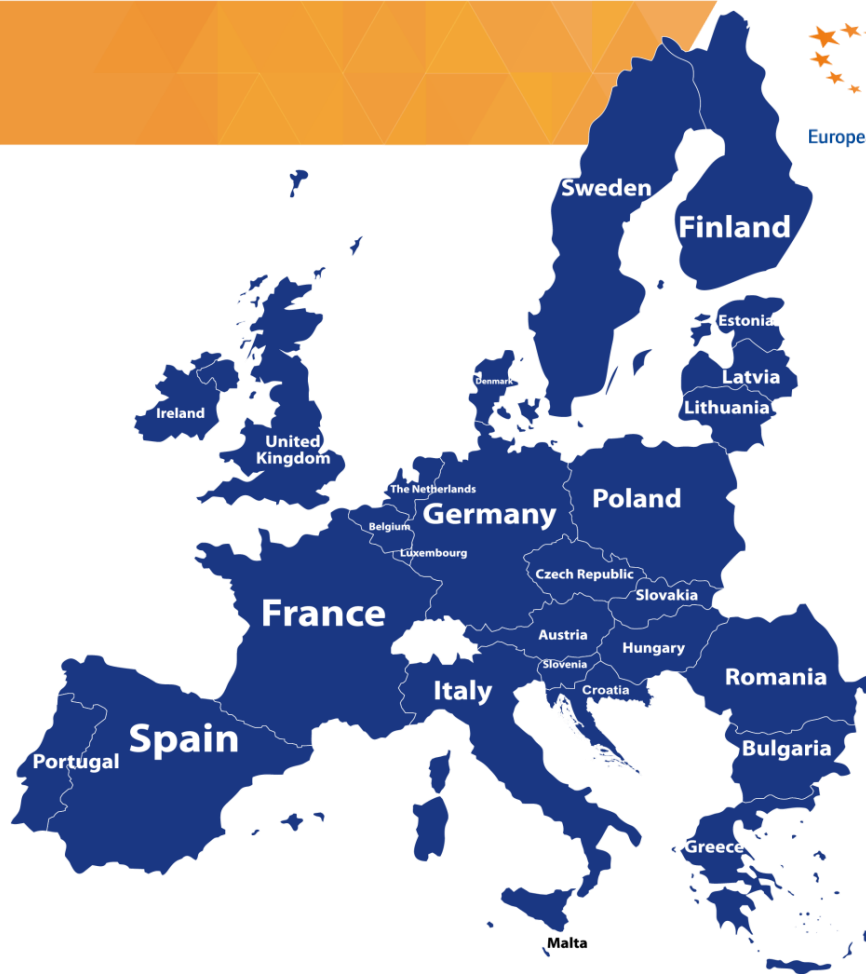 Europe
Sweden
Finland
Estonia
Latvia
Denmark
Lithuania
Ireland
United
Kingdom
The Netherlands
Poland
Germany
Belgium
Luxembourg
Czech Republic
Slovakia
France
Austria
Hungary
Slovenia
Romania
Italy
Croatia
Spain
Bulgaria
Portugal
Greece
Malta